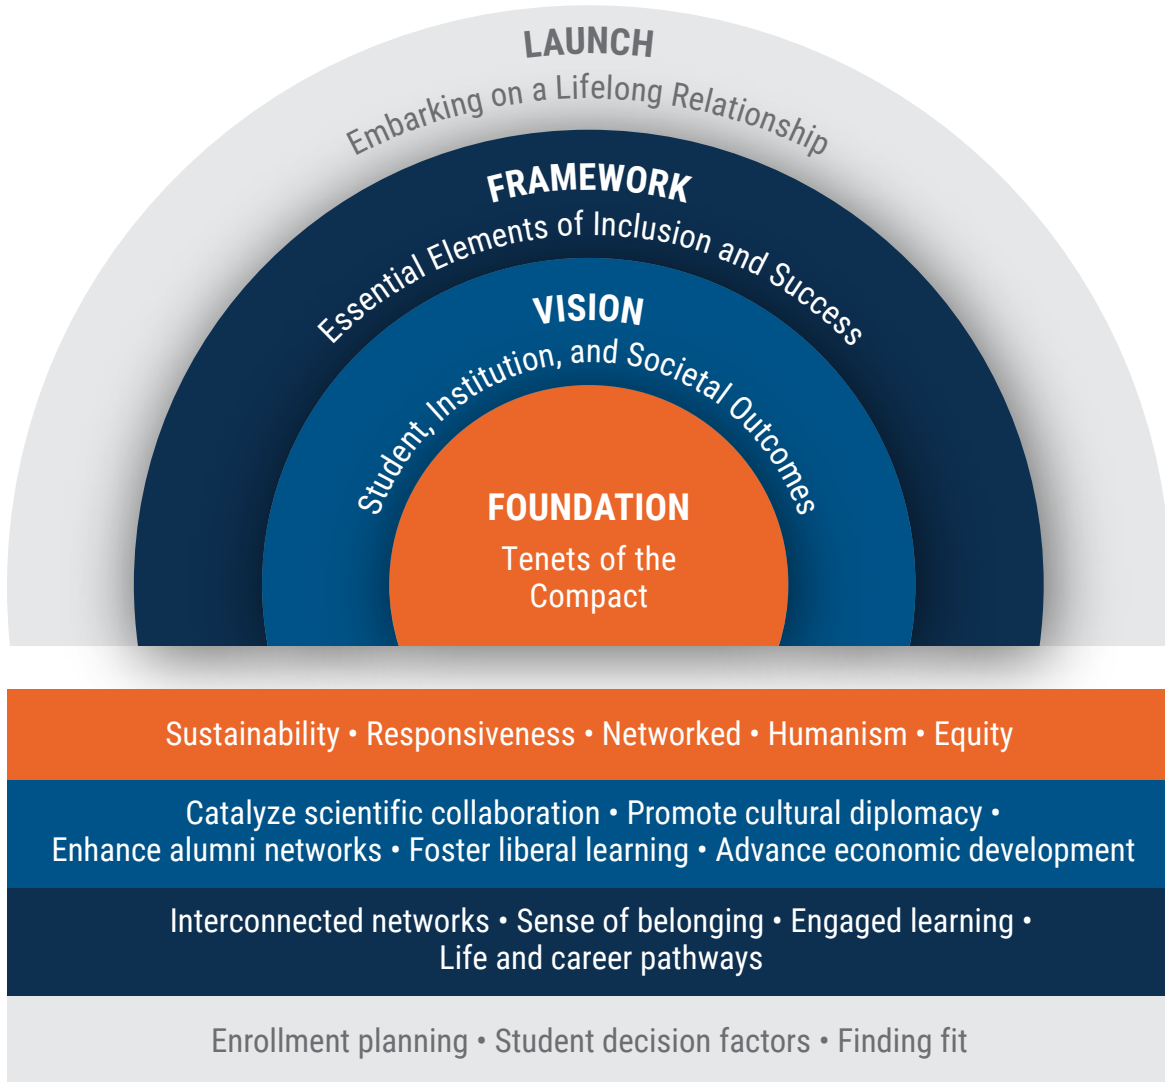 LAUNCH
Embarking on a Lifelong Relationship
FRAMEWORK
Essential Elements of Inclusion and Success
VISION
Student, Institution, and Societal Outcomes
FOUNDATION
Tenets of the
Compact
Sustainability • Responsiveness • Networked • Humanism • Equity
Catalyze scientific collaboration • Promote cultural diplomacy •
Enhance alumni networks • Foster liberal learning • Advance economic development
Interconnected networks • Sense of belonging • Engaged learning •
Life and career pathways
Enrollment planning • Student decision factors • Finding fit